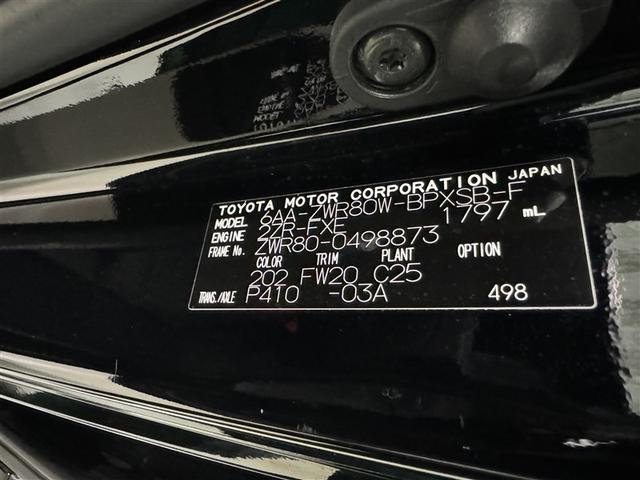 TOYOTA MOTOR CORPORATION JAPAN
MODEL 6AA-ZWR80W-BPXSB-F
ENGINE 2ZR-FXE 1797 mL
FRAME No. ZWR80-0498873
COLOR TRIM PLANT OPTION
202 FW20 C25
TRANS./AXLE P410 -03A 498